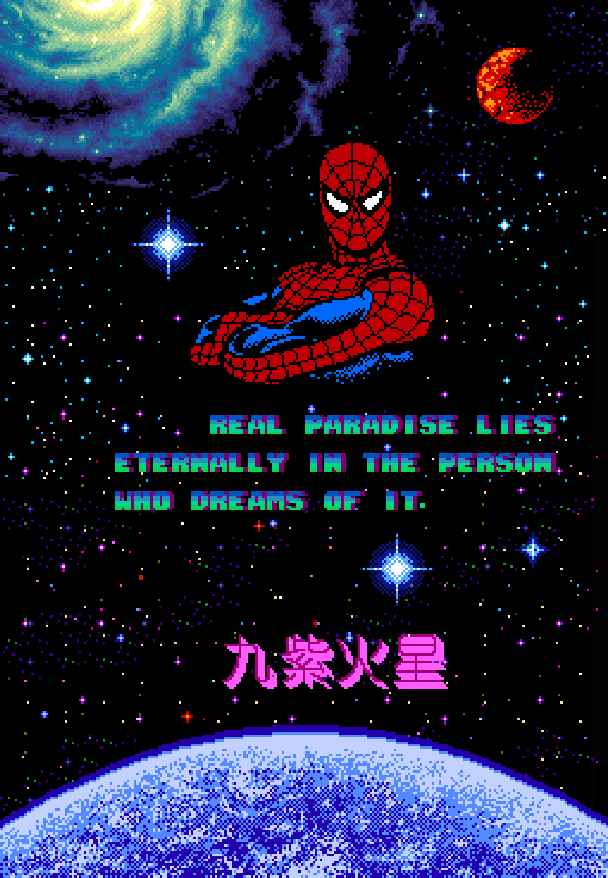 REAL PARADISE LIES
ETERNALLY IN THE PERSON
WHO DREAMS OF IT.
九紫火星